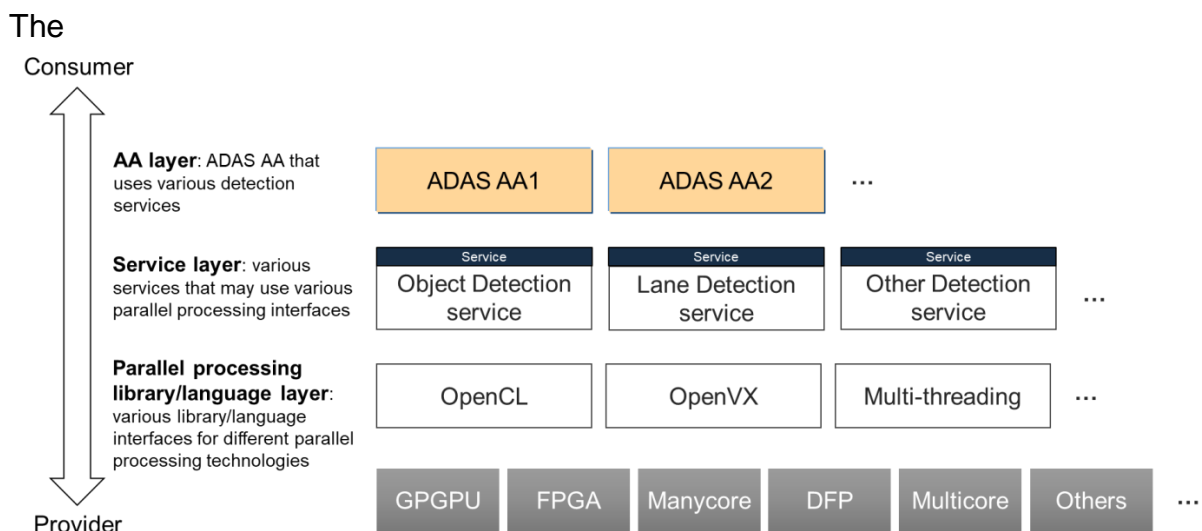 The
Consumer
AA layer: ADAS AA that
uses various detection
services
ADAS AA1
ADAS AA2
...
Service layer: various
services that may use various
parallel processing interfaces
Service
Object Detection
service
Service
Lane Detection
service
Service
Other Detection
service
...
Parallel processing
library/language layer:
various library/language
interfaces for different parallel
processing technologies
OpenCL
OpenVX
Multi-threading
...
GPGPU
FPGA
Manycore
DFP
Multicore
Others
...
Provider